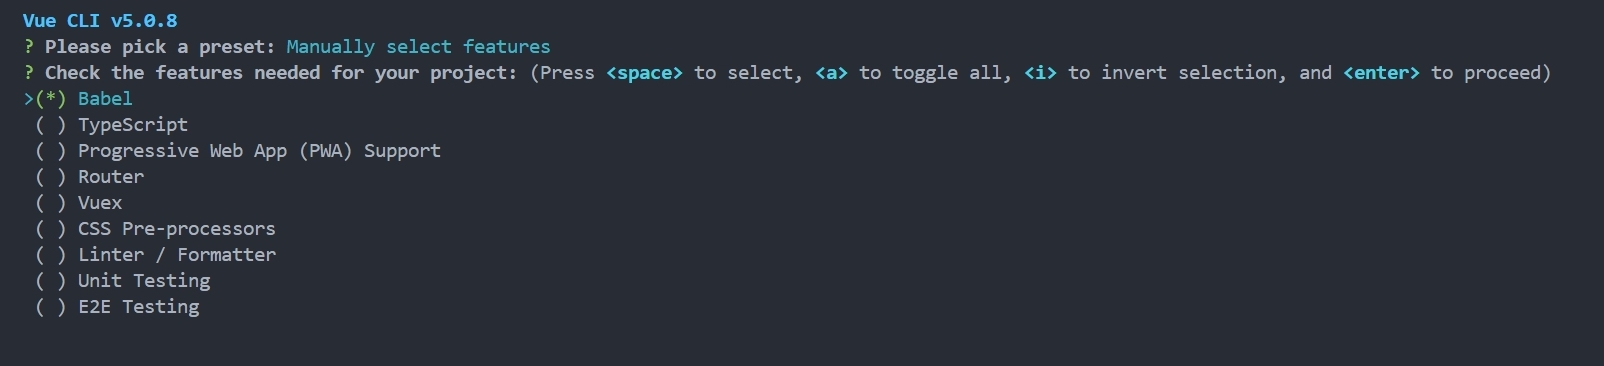 Vue CLI v5.0.8
? Please pick a preset: Manually select features
? Check the features needed for your project: (Press <space> to select, <a> to toggle all, <i> to invert selection, and <enter> to proceed)
>(*) Babel
( ) TypeScript
( ) Progressive Web App (PWA) Support
( ) Router
( ) Vuex
( ) CSS Pre-processors
( ) Linter / Formatter
( ) Unit Testing
( ) E2E Testing